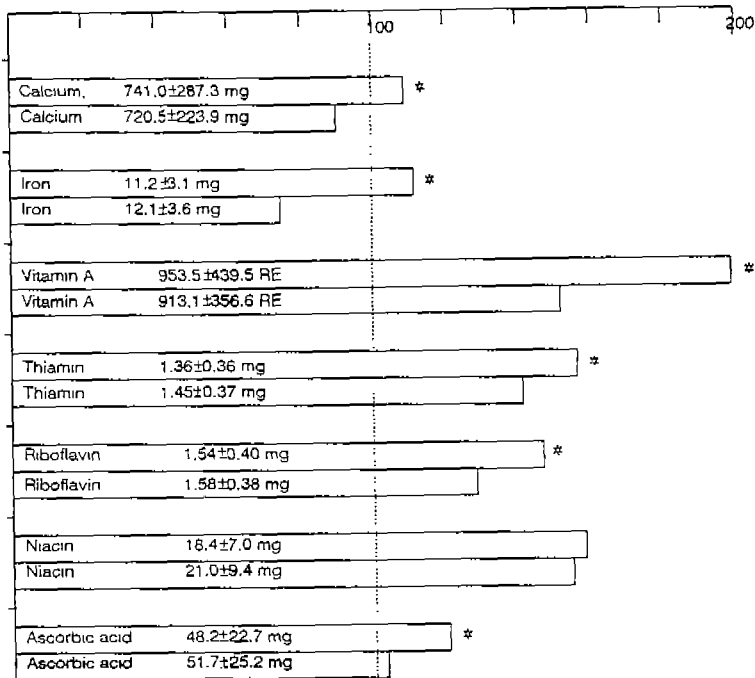 100 200
Calcium, 741.0±287.3 mg *
Calcium 720.5±223.9 mg
Iron 11.2±3.1 mg *
Iron 12.1±3.6 mg
Vitamin A 953.5±439.5 RE *
Vitamin A 913.1±356.6 RE
Thiamin 1.36±0.36 mg *
Thiamin 1.45±0.37 mg
Riboflavin 1.54±0.40 mg *
Riboflavin 1.58±0.38 mg
Niacin 18.4±7.0 mg
Niacin 21.0±9.4 mg
Ascorbic acid 48.2±22.7 mg *
Ascorbic acid 51.7±25.2 mg